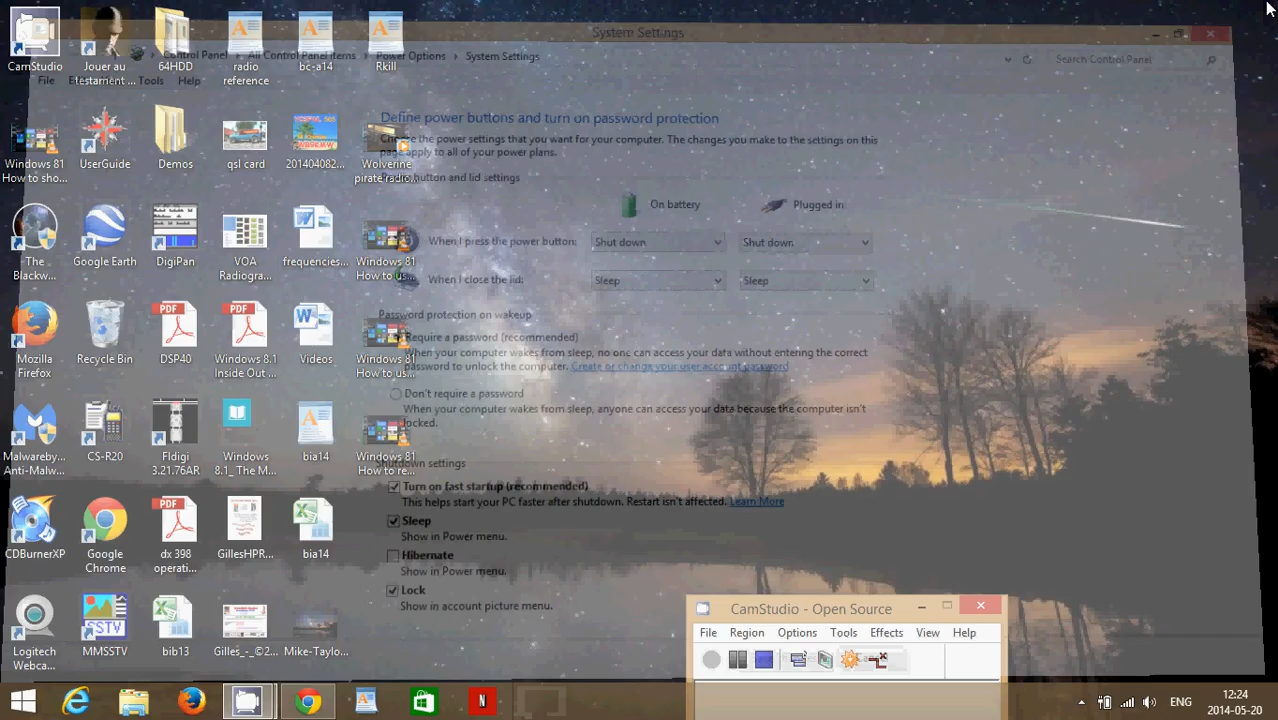 System Settings
Control Panel
All Control Panel items
Power Options
System Settings
Search Control Panel
File
Tools
Help
Define power buttons and turn on password protection
Choose the power settings that you want for your computer. The changes you make to the settings on this
page apply to all of your power plans.
button and lid settings
On battery
Plugged in
When I press the power button:
Shut down
Shut down
When I close the lid:
Sleep
Sleep
Password protection on wakeup
Require a password (recommended)
When your computer wakes from sleep, no one can access your data without entering the correct
password to unlock the computer. Create or change your user account password
Don't require a password
When your computer wakes from sleep, anyone can access your data because the computer isn't
locked.
Shutdown settings
Turn on fast startup (recommended)
This helps start your PC faster after shutdown. Restart isn't affected. Learn More
Sleep
Show in Power menu.
Hibernate
Show in Power menu.
Lock
Show in account picture menu.
CamStudio
Jouer au
testament ...
64HDD
radio
reference
bc-a14
Rkill
Windows 81
How to sho...
UserGuide
Demos
qsl card
201404082...
Wolverine
pirate radio...
The
Blackw...
Google Earth
DigiPan
VOA
Radiogra...
frequencies...
Windows 81
How to us...
Mozilla
Firefox
Recycle Bin
PDF
DSP40
PDF
Windows 8.1
Inside Out ...
Videos
Windows 81
How to us...
Malwareby...
Anti-Malw...
CS-R20
Fldigi
3.21.76AR
Windows
8.1_ The M...
bia14
Windows 81
How to re...
CDBurnerXP
Google
Chrome
PDF
dx 398
operati...
GillesHPR...
bia14
Logitech
Webca...
SSTV
MMSSTV
bib13
Gilles_-_©2...
Mike-Taylo...
CamStudio - Open Source
File
Region
Options
Tools
Effects
View
Help
ENG
12:24
2014-05-20